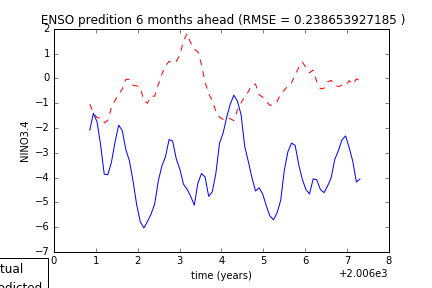 ENSO predition 6 months ahead (RMSE = 0.238653927185 )
2
1
0
−1
−2
−3
−4
−5
−6
−7
NINO3.4
0 1 2 3 4 5 6 7 8
time (years)
+2.006e3
tual
edicted